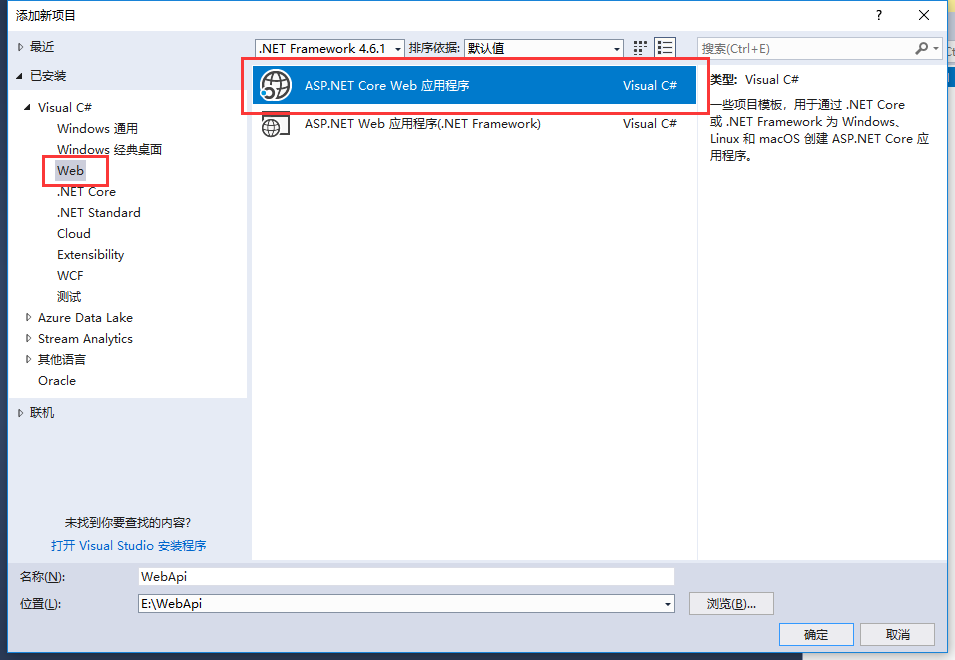 添加新项目
?
最近
.NET Framework 4.6.1
排序依据:
默认值
搜索(Ctrl+E)
已安装
Visual C#
Windows 通用
Windows 经典桌面
Web
.NET Core
.NET Standard
Cloud
Extensibility
WCF
测试
Azure Data Lake
Stream Analytics
其他语言
Oracle
联机
未找到你要查找的内容?
打开 Visual Studio 安装程序
ASP.NET Core Web 应用程序 Visual C#
ASP.NET Web 应用程序(.NET Framework) Visual C#
类型: Visual C#
一些项目模板，用于通过 .NET Core
或 .NET Framework 为 Windows、
Linux 和 macOS 创建 ASP.NET Core 应
用程序。
名称(N): WebApi
位置(L): E:\WebApi
浏览(B)...
确定
取消